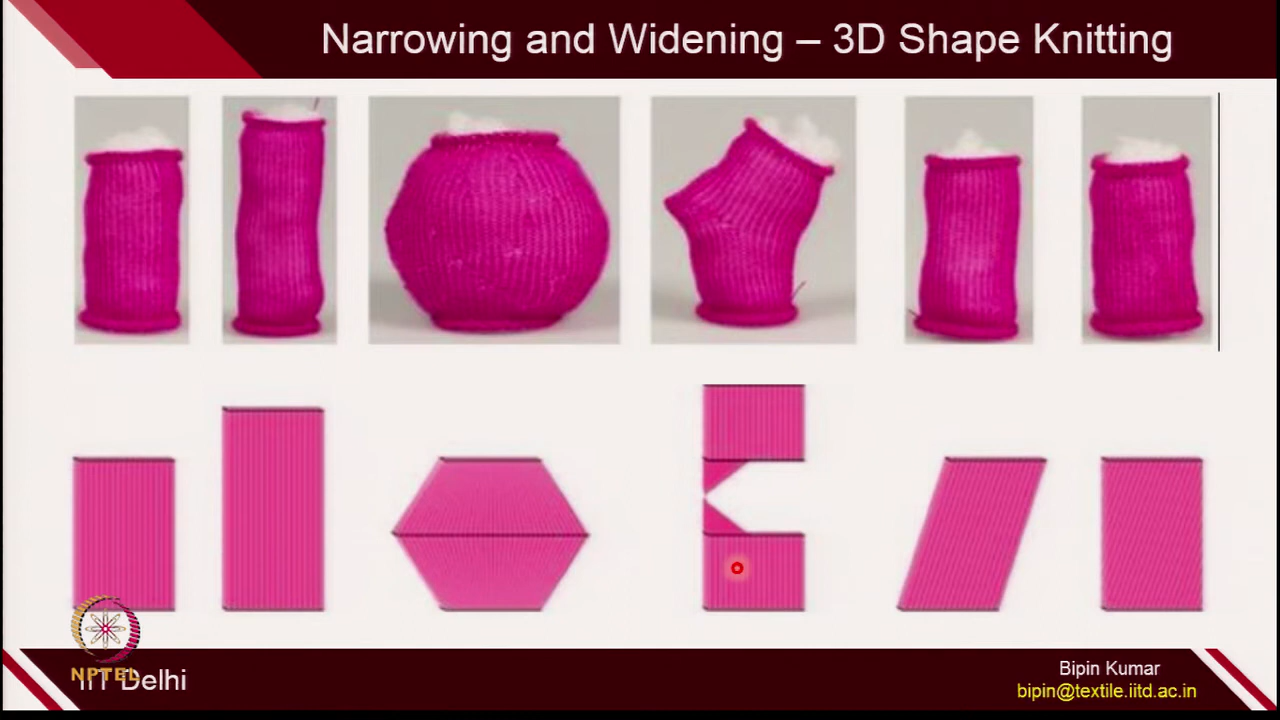 Narrowing and Widening – 3D Shape Knitting
NPTEL
IIT Delhi
Bipin Kumar
bipin@textile.iitd.ac.in